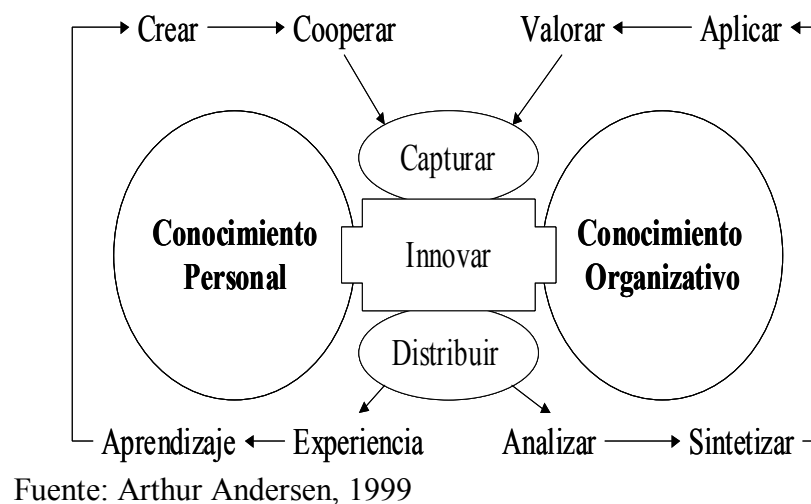 Crear Cooperar Valorar Aplicar
Capturar
Conocimiento Personal
Innovar
Conocimiento Organizativo
Distribuir
Aprendizaje Experiencia Analizar Sintetizar
Fuente: Arthur Andersen, 1999